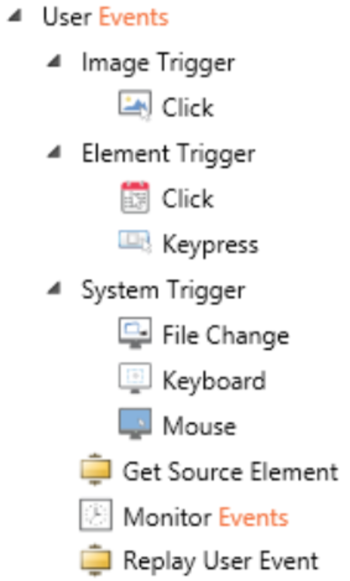 User Events
Image Trigger
Click
Element Trigger
Click
Keypress
System Trigger
File Change
Keyboard
Mouse
Get Source Element
Monitor Events
Replay User Event